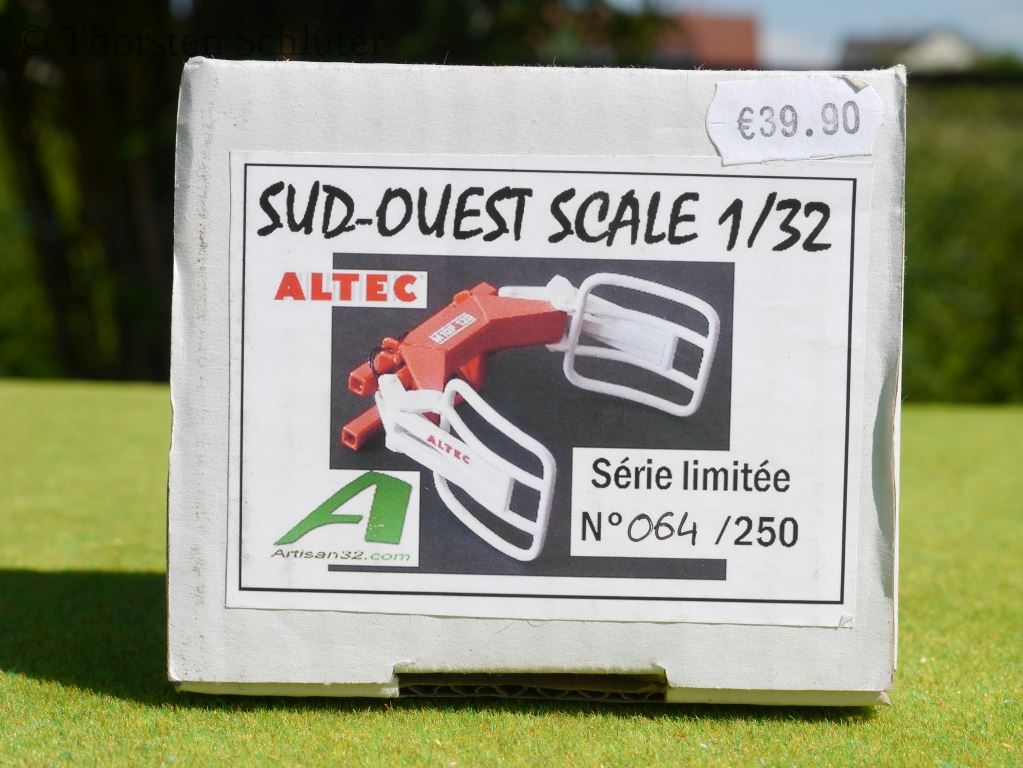 © Thorsten Schlüter
€39.90
SUD-OUEST SCALE 1/32
ALTEC
ALTEC
Série limitée
N° 064 /250
Artisan32.com